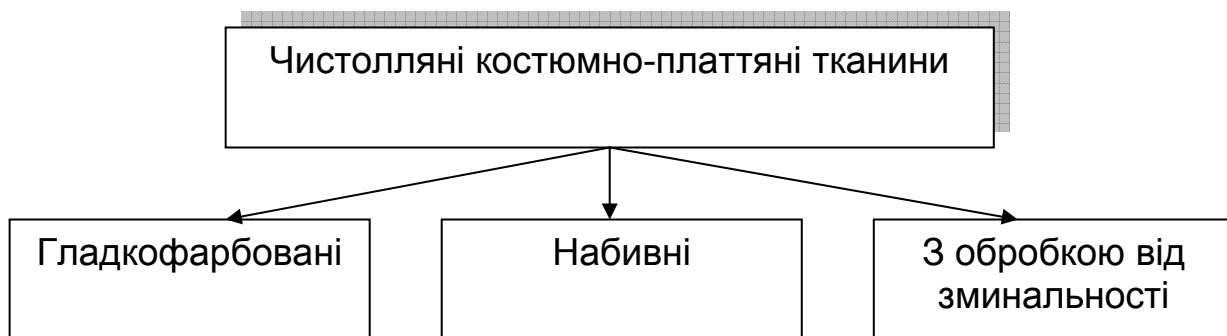 Чистолляні костюмно-платтяні тканини
Гладкофарбовані
Набивні
З обробкою від
зминальності